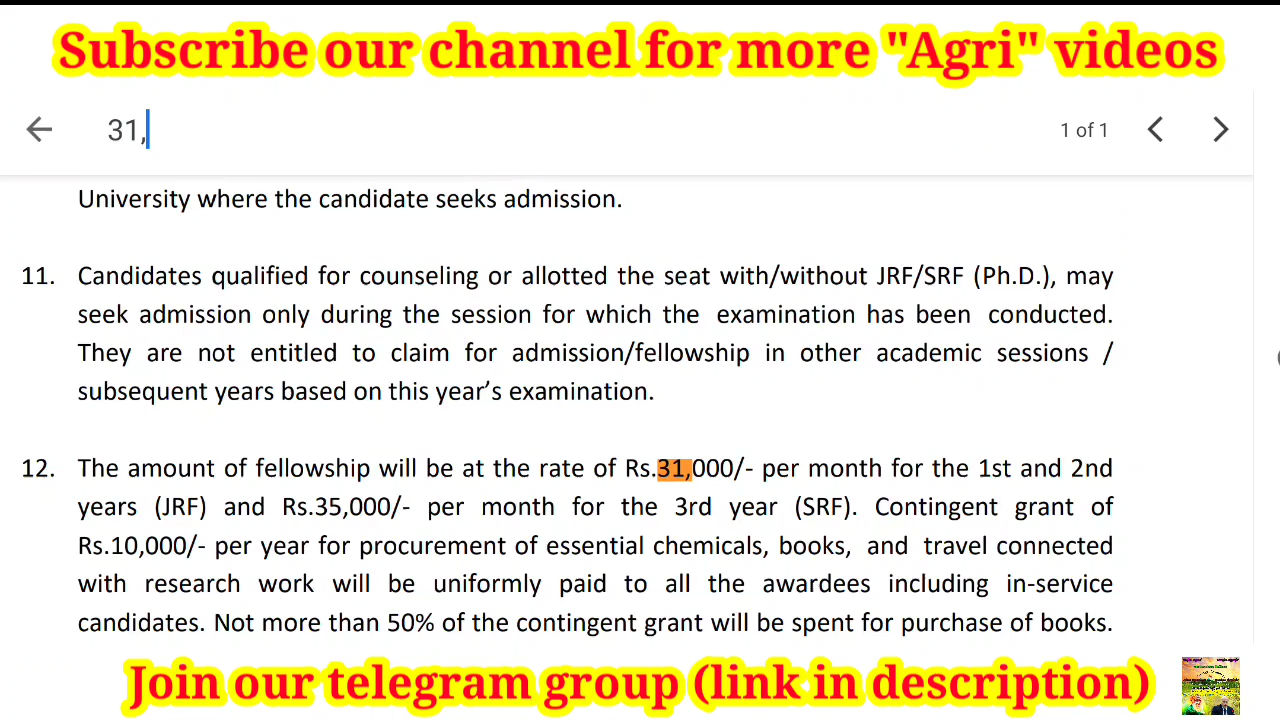 Subscribe our channel for more "Agri" videos
31,
1 of 1
University where the candidate seeks admission.
11. Candidates qualified for counseling or allotted the seat with/without JRF/SRF (Ph.D.), may
seek admission only during the session for which the examination has been conducted.
They are not entitled to claim for admission/fellowship in other academic sessions /
subsequent years based on this year’s examination.
12. The amount of fellowship will be at the rate of Rs.31,000/- per month for the 1st and 2nd
years (JRF) and Rs.35,000/- per month for the 3rd year (SRF). Contingent grant of
Rs.10,000/- per year for procurement of essential chemicals, books, and travel connected
with research work will be uniformly paid to all the awardees including in-service
candidates. Not more than 50% of the contingent grant will be spent for purchase of books.
Join our telegram group (link in description)